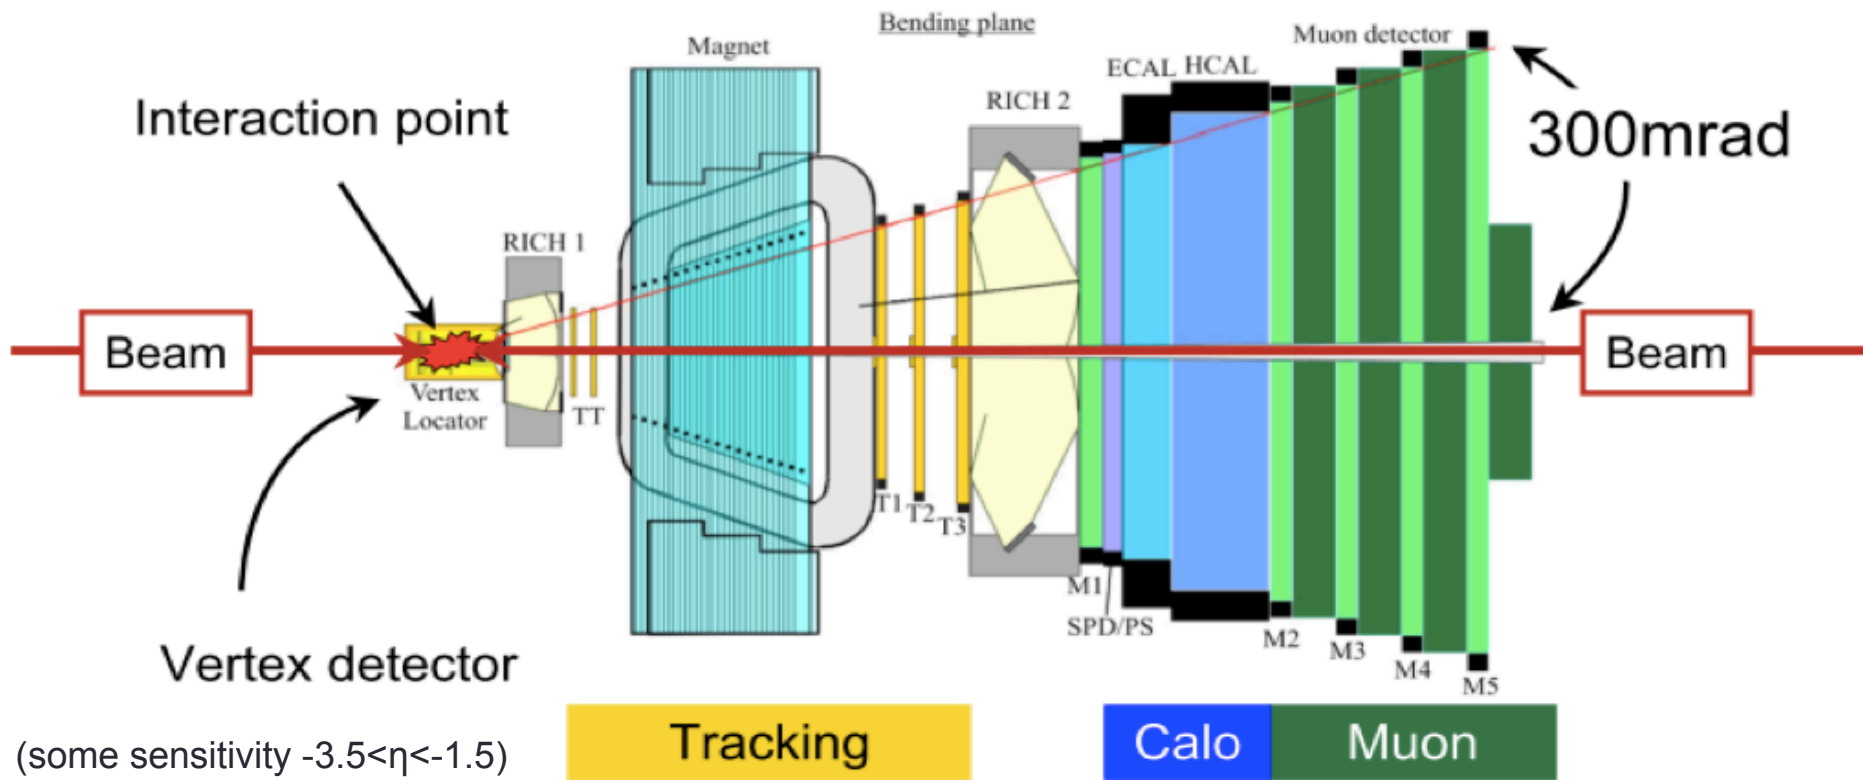 Bending plane
Magnet
Muon detector
ECAL
HCAL
Interaction point
RICH 2
300mrad
RICH 1
Beam
Beam
Vertex
Locator
TT
T1
T2
T3
M1
SPD/PS
M2
M3
M4
M5
Vertex detector
(some sensitivity -3.5<η<-1.5)
Tracking
Calo
Muon